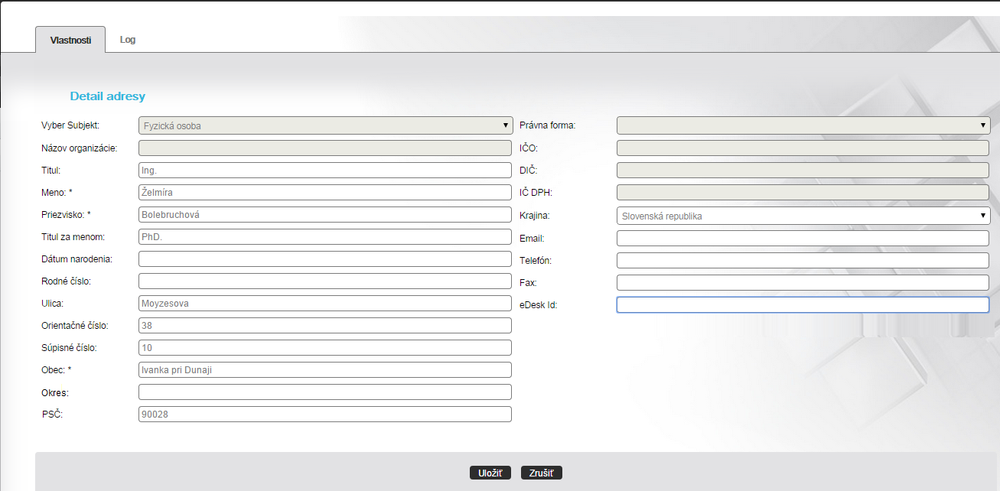 Vlastnosti Log
Detail adresy
Vyber Subjekt: Fyzická osoba Právna forma:
Názov organizácie: IČO:
Titul: Ing. DIČ:
Meno: * Želmíra IČ DPH:
Priezvisko: * Bolebruchová Krajina: Slovenská republika
Titul za menom: PhD. Email:
Dátum narodenia: Telefón:
Rodné číslo: Fax:
Ulica: Moyzesova eDesk Id:
Orientačné číslo: 38
Súpisné číslo: 10
Obec: * Ivanka pri Dunaji
Okres:
PSČ: 90028
Uložiť Zrušiť